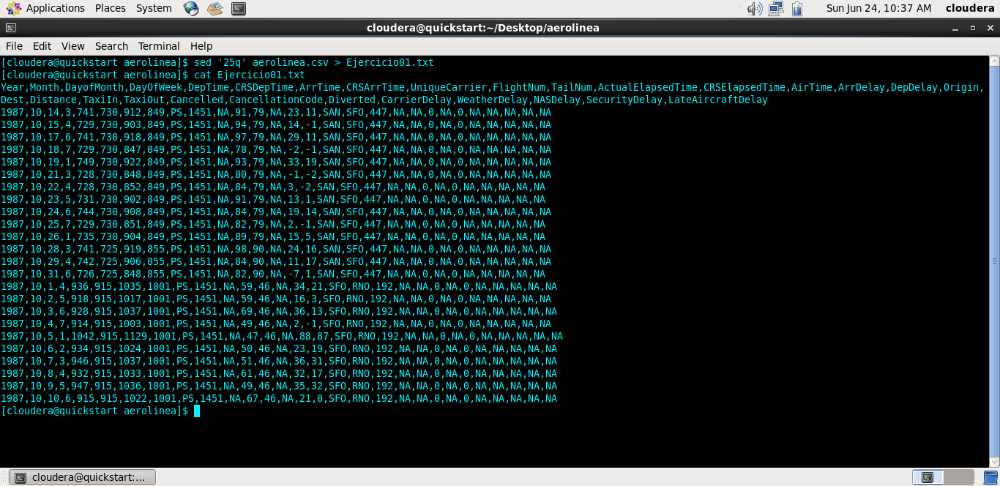 Applications Places System Sun Jun 24, 10:37 AM cloudera
cloudera@quickstart:~/Desktop/aerolinea
File Edit View Search Terminal Help
[cloudera@quickstart aerolinea]$ sed '25q' aerolinea.csv > Ejercicio01.txt
[cloudera@quickstart aerolinea]$ cat Ejercicio01.txt
Year,Month,DayofMonth,DayOfWeek,DepTime,CRSDepTime,ArrTime,CRSArrTime,UniqueCarrier,FlightNum,TailNum,ActualElapsedTime,CRSElapsedTime,AirTime,ArrDelay,DepDelay,Origin,
Dest,Distance,TaxiIn,TaxiOut,Cancelled,CancellationCode,Diverted,CarrierDelay,WeatherDelay,NASDelay,SecurityDelay,LateAircraftDelay
1987,10,14,3,741,730,912,849,PS,1451,NA,91,79,NA,23,11,SAN,SFO,447,NA,NA,0,NA,0,NA,NA,NA,NA,NA
1987,10,15,4,729,730,903,849,PS,1451,NA,94,79,NA,14,-1,SAN,SFO,447,NA,NA,0,NA,0,NA,NA,NA,NA,NA
1987,10,17,6,741,730,918,849,PS,1451,NA,97,79,NA,29,11,SAN,SFO,447,NA,NA,0,NA,0,NA,NA,NA,NA,NA
1987,10,18,7,729,730,847,849,PS,1451,NA,78,79,NA,-2,-1,SAN,SFO,447,NA,NA,0,NA,0,NA,NA,NA,NA,NA
1987,10,19,1,749,730,922,849,PS,1451,NA,93,79,NA,33,19,SAN,SFO,447,NA,NA,0,NA,0,NA,NA,NA,NA,NA
1987,10,21,3,728,730,848,849,PS,1451,NA,80,79,NA,-1,-2,SAN,SFO,447,NA,NA,0,NA,0,NA,NA,NA,NA,NA
1987,10,22,4,728,730,852,849,PS,1451,NA,84,79,NA,3,-2,SAN,SFO,447,NA,NA,0,NA,0,NA,NA,NA,NA,NA
1987,10,23,5,731,730,902,849,PS,1451,NA,91,79,NA,13,1,SAN,SFO,447,NA,NA,0,NA,0,NA,NA,NA,NA,NA
1987,10,24,6,744,730,908,849,PS,1451,NA,84,79,NA,19,14,SAN,SFO,447,NA,NA,0,NA,0,NA,NA,NA,NA,NA
1987,10,25,7,729,730,851,849,PS,1451,NA,82,79,NA,2,-1,SAN,SFO,447,NA,NA,0,NA,0,NA,NA,NA,NA,NA
1987,10,26,1,735,730,904,849,PS,1451,NA,89,79,NA,15,5,SAN,SFO,447,NA,NA,0,NA,0,NA,NA,NA,NA,NA
1987,10,28,3,741,725,919,855,PS,1451,NA,98,90,NA,24,16,SAN,SFO,447,NA,NA,0,NA,0,NA,NA,NA,NA,NA
1987,10,29,4,742,725,906,855,PS,1451,NA,84,90,NA,11,17,SAN,SFO,447,NA,NA,0,NA,0,NA,NA,NA,NA,NA
1987,10,31,6,726,725,848,855,PS,1451,NA,82,90,NA,-7,1,SAN,SFO,447,NA,NA,0,NA,0,NA,NA,NA,NA,NA
1987,10,1,4,936,915,1035,1001,PS,1451,NA,59,46,NA,34,21,SFO,RNO,192,NA,NA,0,NA,0,NA,NA,NA,NA,NA
1987,10,2,5,918,915,1017,1001,PS,1451,NA,59,46,NA,16,3,SFO,RNO,192,NA,NA,0,NA,0,NA,NA,NA,NA,NA
1987,10,3,6,928,915,1037,1001,PS,1451,NA,69,46,NA,36,13,SFO,RNO,192,NA,NA,0,NA,0,NA,NA,NA,NA,NA
1987,10,4,7,914,915,1003,1001,PS,1451,NA,49,46,NA,2,-1,SFO,RNO,192,NA,NA,0,NA,0,NA,NA,NA,NA,NA
1987,10,5,1,1042,915,1129,1001,PS,1451,NA,47,46,NA,88,87,SFO,RNO,192,NA,NA,0,NA,0,NA,NA,NA,NA,NA
1987,10,6,2,934,915,1024,1001,PS,1451,NA,50,46,NA,23,19,SFO,RNO,192,NA,NA,0,NA,0,NA,NA,NA,NA,NA
1987,10,7,3,946,915,1037,1001,PS,1451,NA,51,46,NA,36,31,SFO,RNO,192,NA,NA,0,NA,0,NA,NA,NA,NA,NA
1987,10,8,4,932,915,1033,1001,PS,1451,NA,61,46,NA,32,17,SFO,RNO,192,NA,NA,0,NA,0,NA,NA,NA,NA,NA
1987,10,9,5,947,915,1036,1001,PS,1451,NA,49,46,NA,35,32,SFO,RNO,192,NA,NA,0,NA,0,NA,NA,NA,NA,NA
1987,10,10,6,915,915,1022,1001,PS,1451,NA,67,46,NA,21,0,SFO,RNO,192,NA,NA,0,NA,0,NA,NA,NA,NA,NA
[cloudera@quickstart aerolinea]$
cloudera@quickstart:...